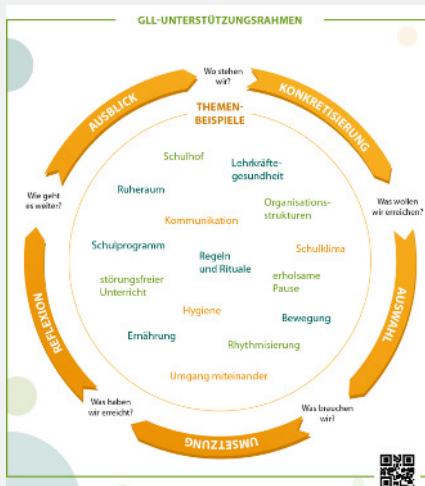 GLL-UNTERSTÜTZUNGSRAHMEN
Wo stehen
wir?
AUSBLICK
KONKRETISIERUNG
THEMEN-
BEISPIELE
Schulhof
Lehrkräfte-
gesundheit
Ruheraum
Wie geht
es weiter?
Organisations-
strukturen
Was wollen
wir erreichen?
Kommunikation
Schulprogramm
Regeln
und Rituale
Schulklima
störungsfreier
Unterricht
erholsame
Pause
REFLEXION
AUSWAHL
Hygiene
Bewegung
Ernährung
Rhythmisierung
Umgang miteinander
Was haben
wir erreicht?
Was brauchen
wir?
UMSETZUNG